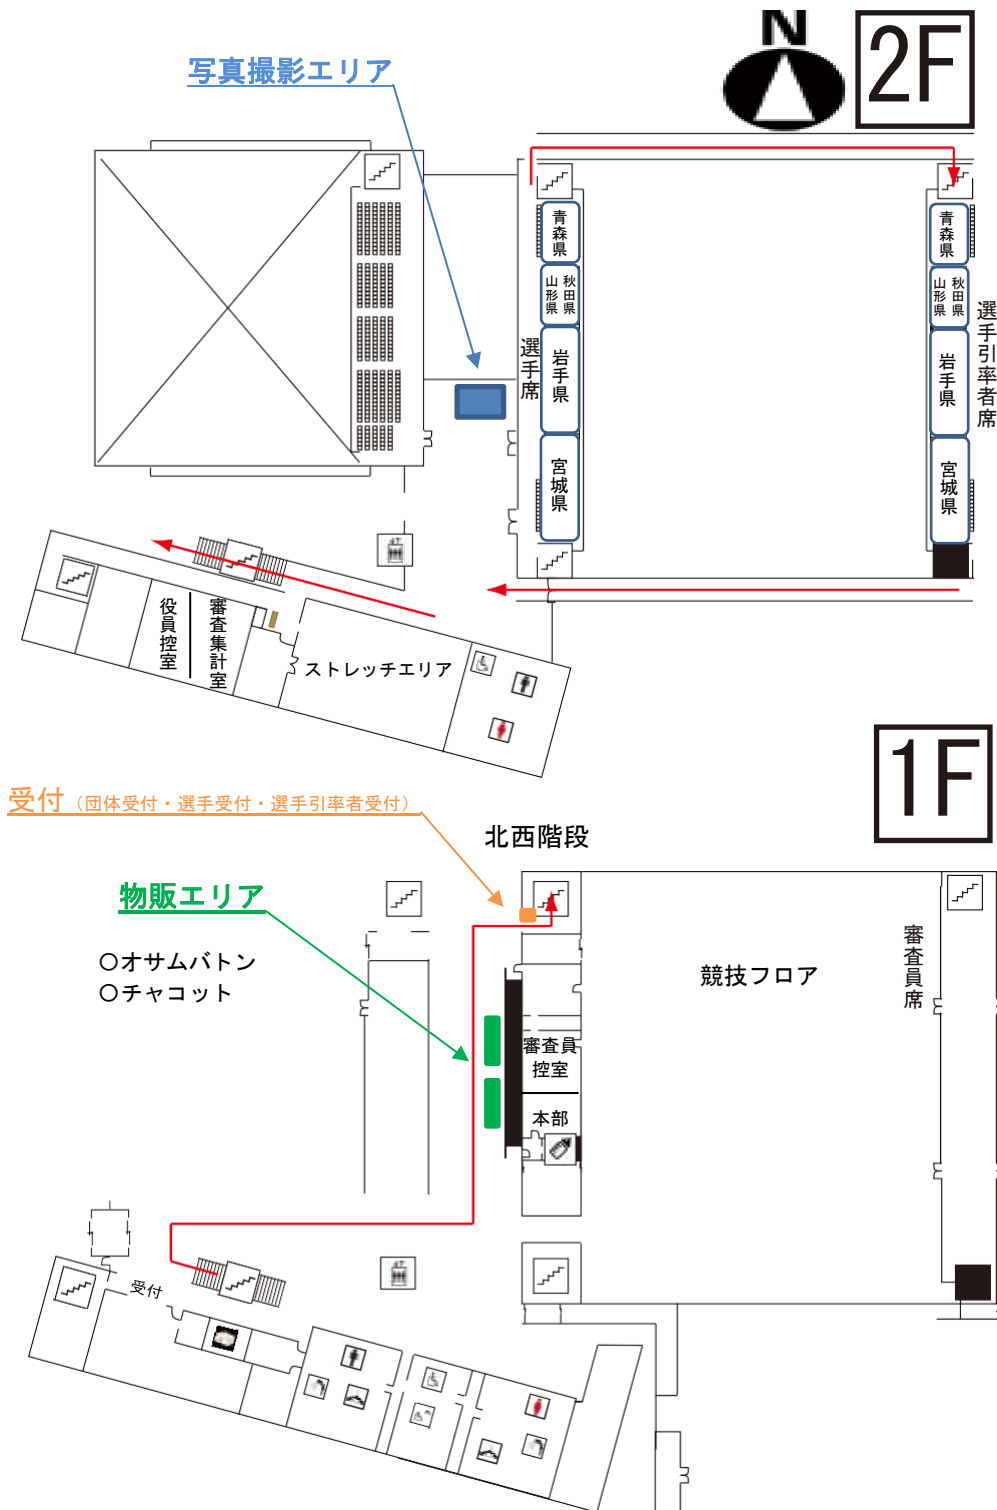 N
2F
写真撮影エリア
青森県
秋田県
山形県
岩手県
宮城県
選手席
青森県
秋田県
山形県
岩手県
宮城県
選手引率者席
役員控室
審査集計室
ストレッチエリア
1F
受付（団体受付・選手受付・選手引率者受付）
北西階段
物販エリア
〇オサムバトン
〇チャコット
競技フロア
審査員席
審査員
控室
本部
受付